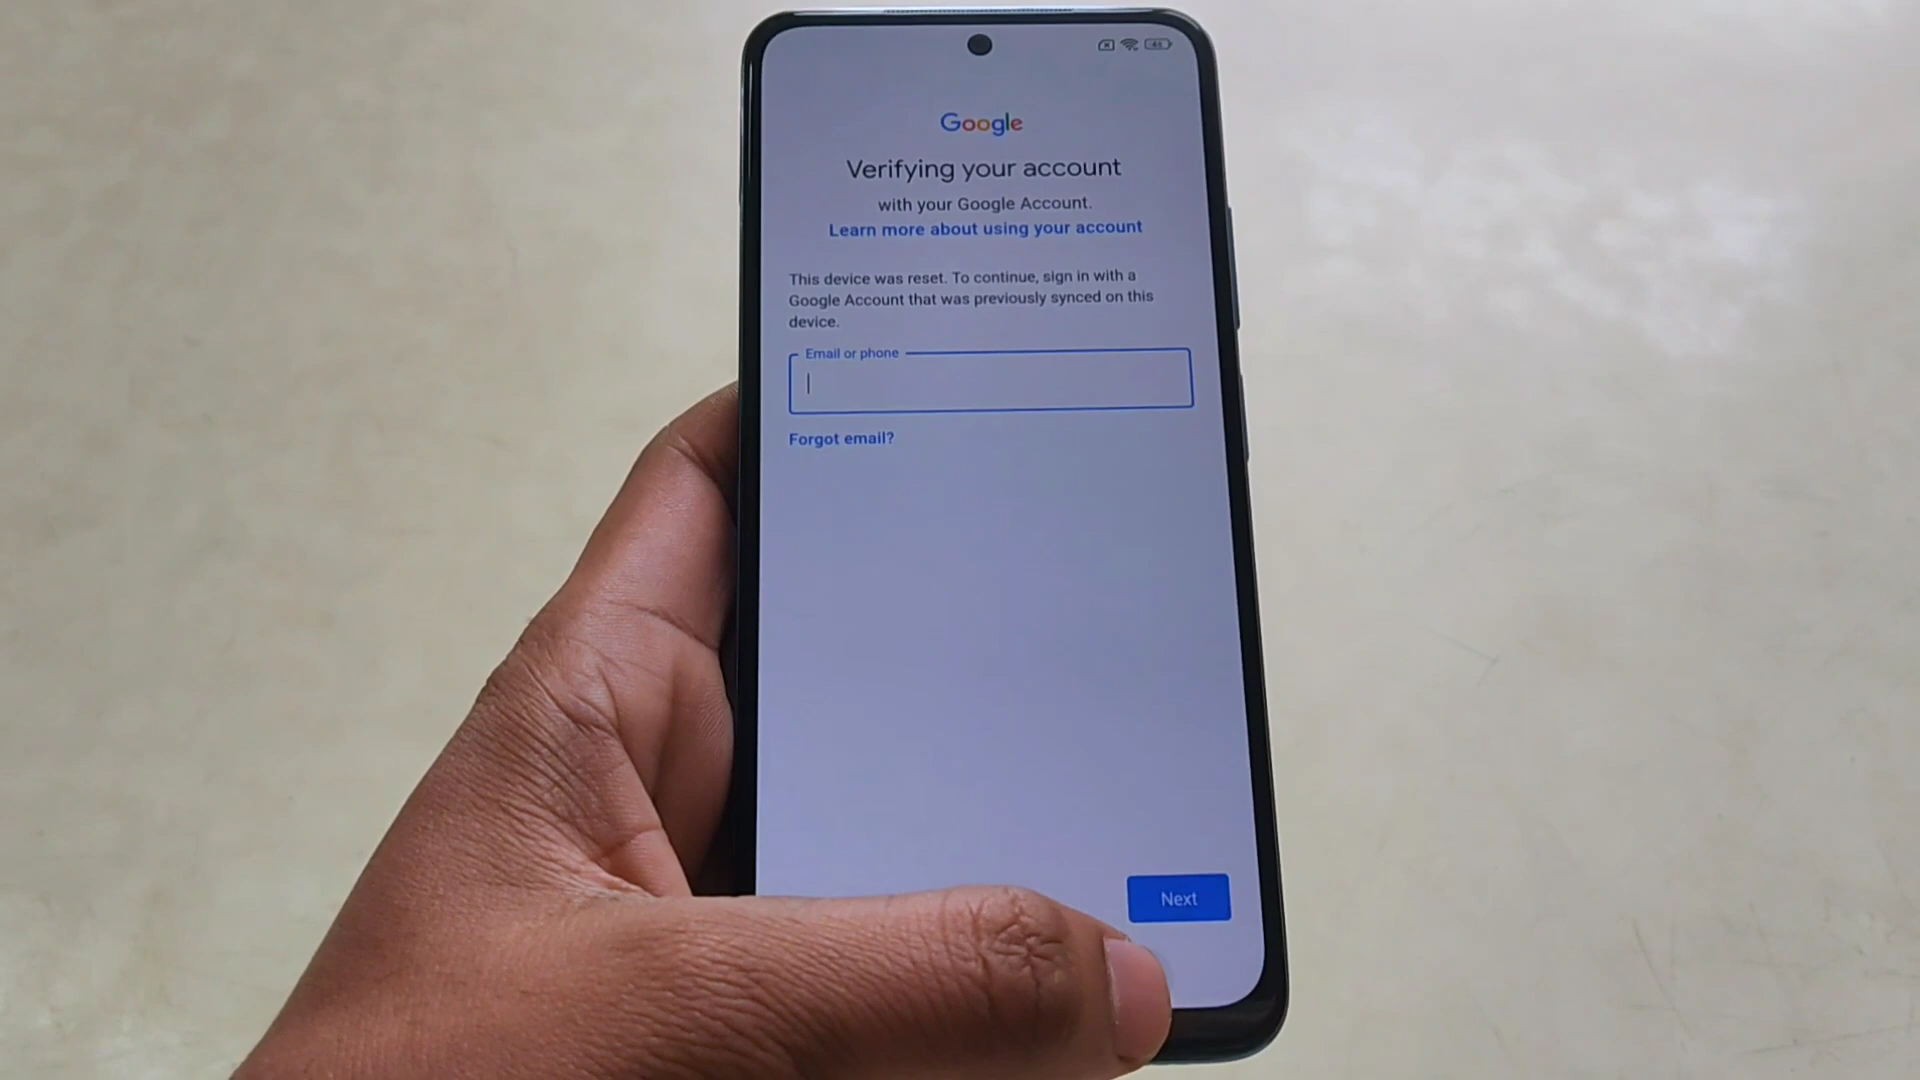 Google
Verifying your account
with your Google Account.
Learn more about using your account
This device was reset. To continue, sign in with a
Google Account that was previously synced on this
device.
Email or phone
Forgot email?
Next